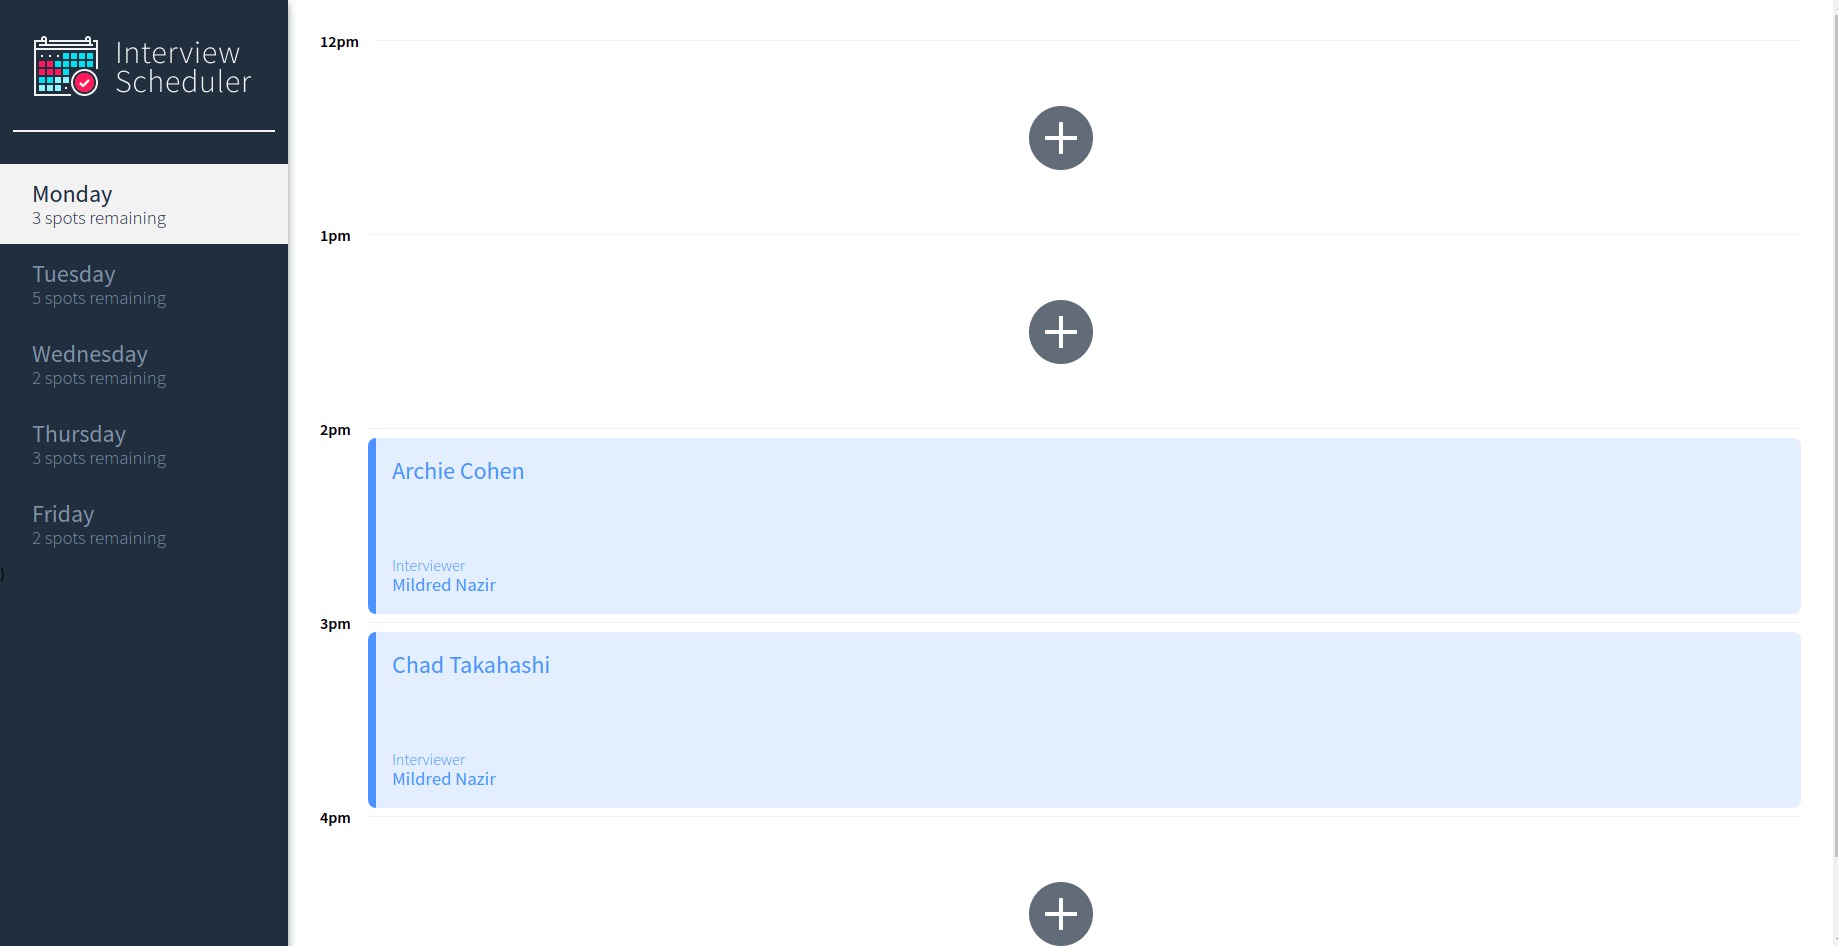 Interview
Scheduler
Monday
3 spots remaining
Tuesday
5 spots remaining
Wednesday
2 spots remaining
Thursday
3 spots remaining
Friday
2 spots remaining
)
12pm
1pm
2pm
Archie Cohen
Interviewer
Mildred Nazir
3pm
Chad Takahashi
Interviewer
Mildred Nazir
4pm